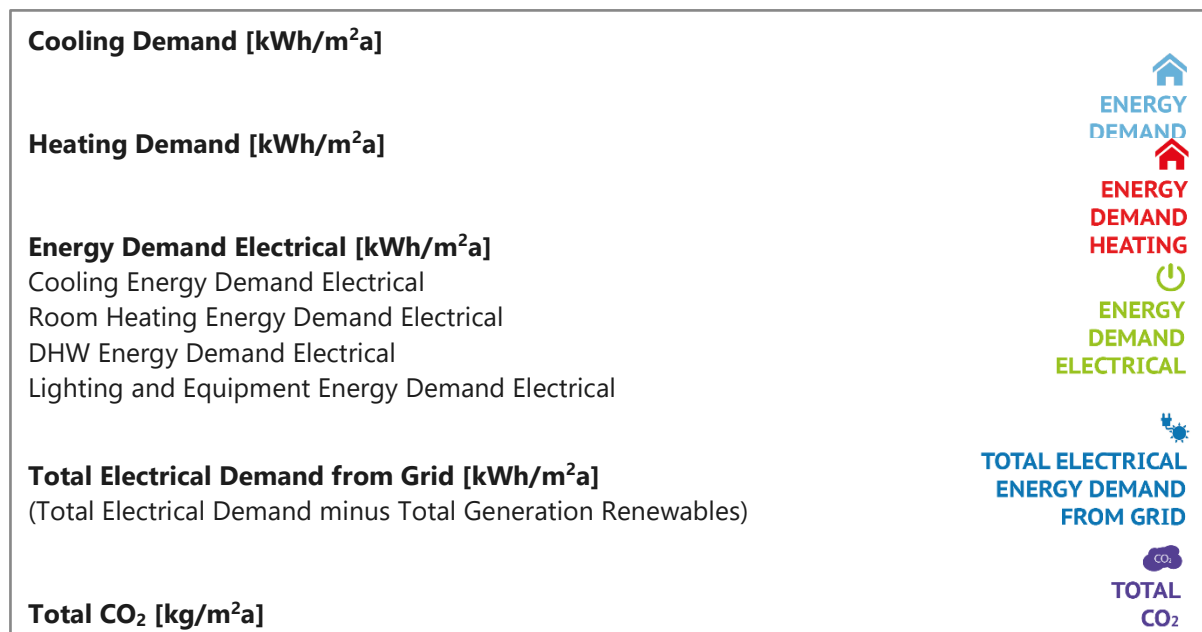 Cooling Demand [kWh/m²a]
ENERGY
DEMAND
Heating Demand [kWh/m²a]
ENERGY
DEMAND
HEATING
Energy Demand Electrical [kWh/m²a]
Cooling Energy Demand Electrical
Room Heating Energy Demand Electrical
DHW Energy Demand Electrical
Lighting and Equipment Energy Demand Electrical
ENERGY
DEMAND
ELECTRICAL
Total Electrical Demand from Grid [kWh/m²a]
(Total Electrical Demand minus Total Generation Renewables)
TOTAL ELECTRICAL
ENERGY DEMAND
FROM GRID
CO₂
TOTAL
CO₂
Total CO₂ [kg/m²a]